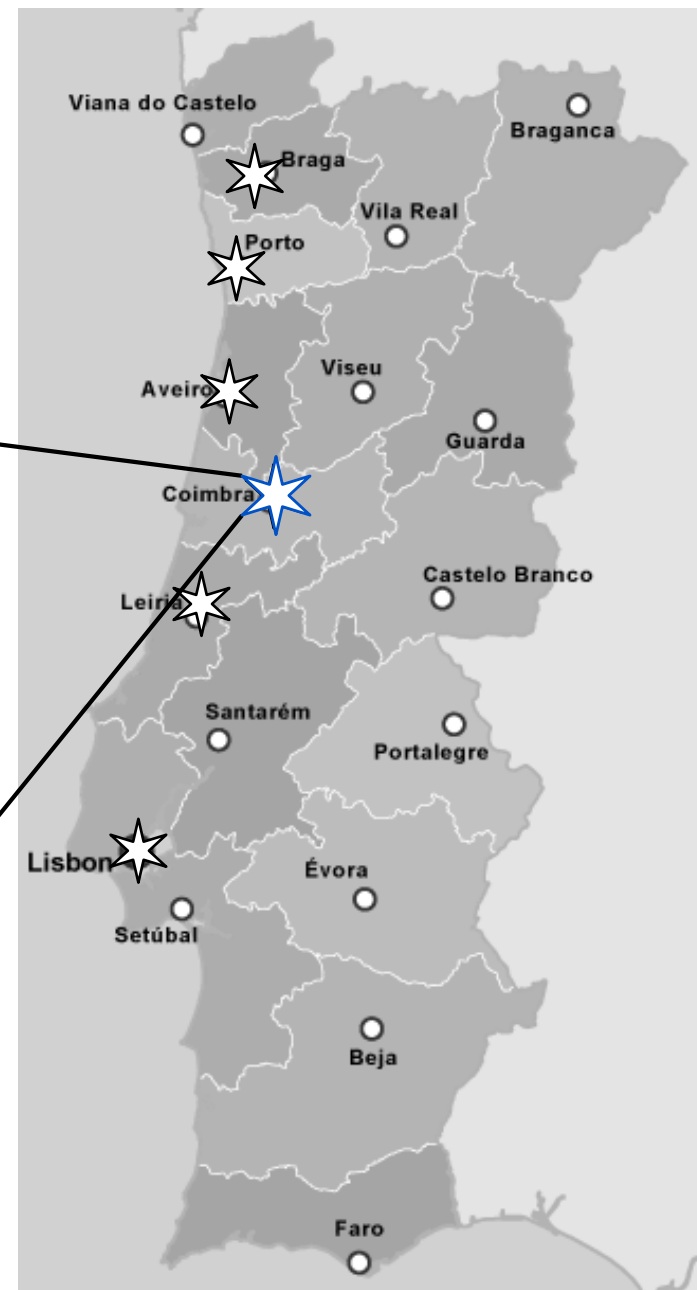 Viana do Castelo
Braganca
Braga
Vila Real
Porto
Viseu
Aveiro
Guarda
Coimbra
Castelo Branco
Leiria
Santarém
Portalegre
Lisbon
Évora
Setúbal
Beja
Faro